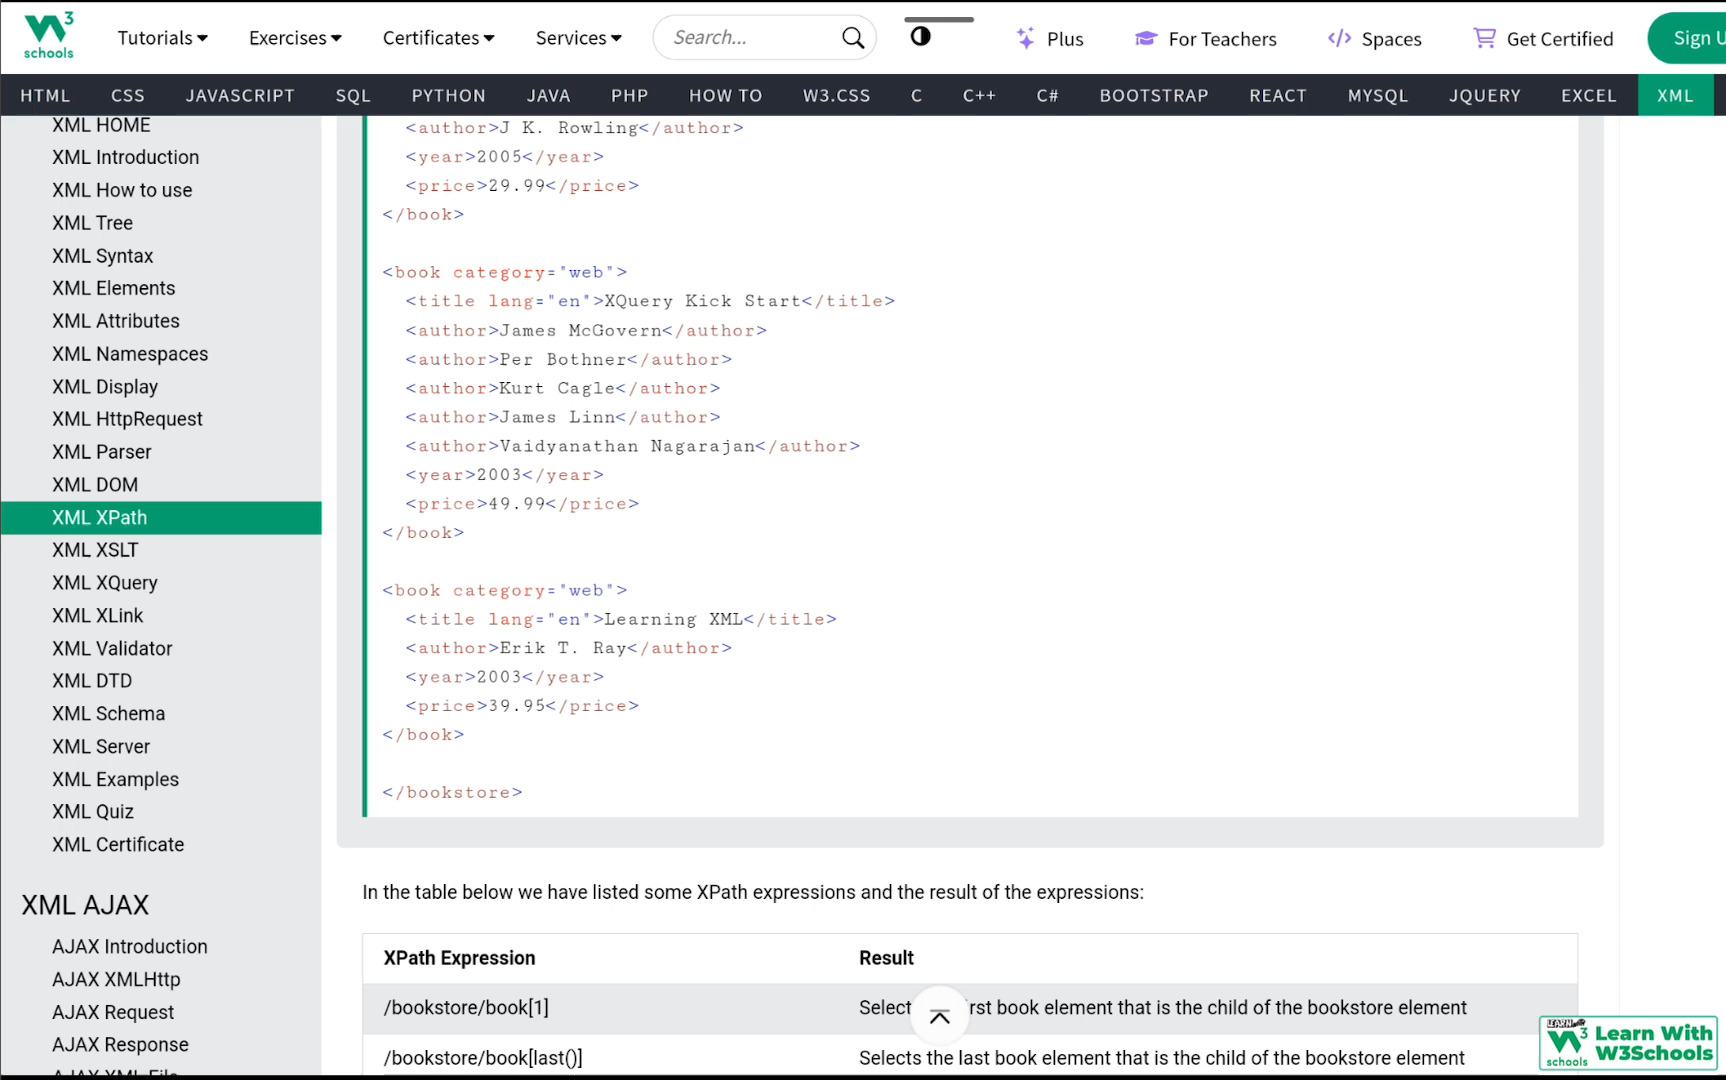 W3 schools
Tutorials Exercises Certificates Services Search... Plus For Teachers Spaces Get Certified Sign U
HTML CSS JAVASCRIPT SQL PYTHON JAVA PHP HOW TO W3.CSS C C++ C# BOOTSTRAP REACT MYSQL JQUERY EXCEL XML
XML HOME
XML Introduction
XML How to use
XML Tree
XML Syntax
XML Elements
XML Attributes
XML Namespaces
XML Display
XML HttpRequest
XML Parser
XML DOM
XML XPath
XML XSLT
XML XQuery
XML XLink
XML Validator
XML DTD
XML Schema
XML Server
XML Examples
XML Quiz
XML Certificate
XML AJAX
AJAX Introduction
AJAX XMLHttp
AJAX Request
AJAX Response
AJAX XML File
<author>J K. Rowling</author>
<year>2005</year>
<price>29.99</price>
</book>
<book category="web">
<title lang="en">XQuery Kick Start</title>
<author>James McGovern</author>
<author>Per Bothner</author>
<author>Kurt Cagle</author>
<author>James Linn</author>
<author>Vaidyanathan Nagarajan</author>
<year>2003</year>
<price>49.99</price>
</book>
<book category="web">
<title lang="en">Learning XML</title>
<author>Erik T. Ray</author>
<year>2003</year>
<price>39.95</price>
</book>
</bookstore>
In the table below we have listed some XPath expressions and the result of the expressions:
XPath Expression Result
/bookstore/book[1] Select rst book element that is the child of the bookstore element
/bookstore/book[last()] Selects the last book element that is the child of the bookstore element
LEARN
W3 schools
Learn With
W3Schools